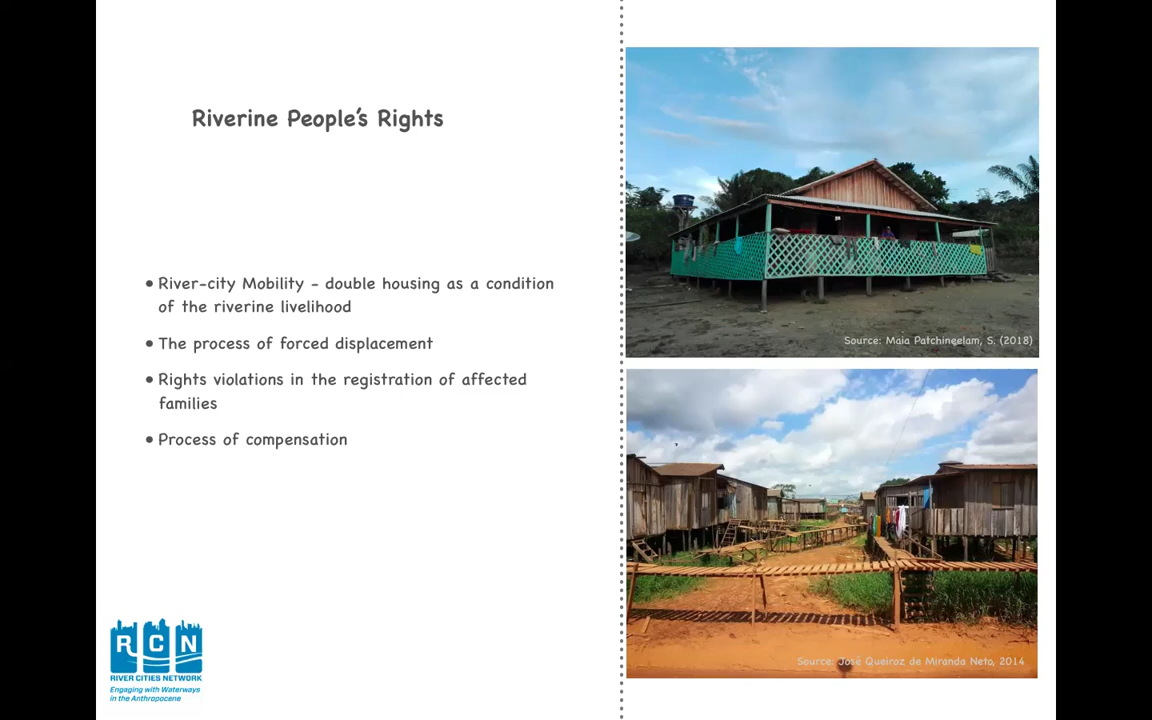 Riverine People's Rights
• River-city Mobility - double housing as a condition
of the riverine livelihood
• The process of forced displacement
• Rights violations in the registration of affected
families
• Process of compensation
Source: Maia Patchineelam, S. (2018)
Source: José Queiroz de Miranda Neto, 2014
RCN
RIVER CITIES NETWORK
Engaging with Waterways
in the Anthropocene